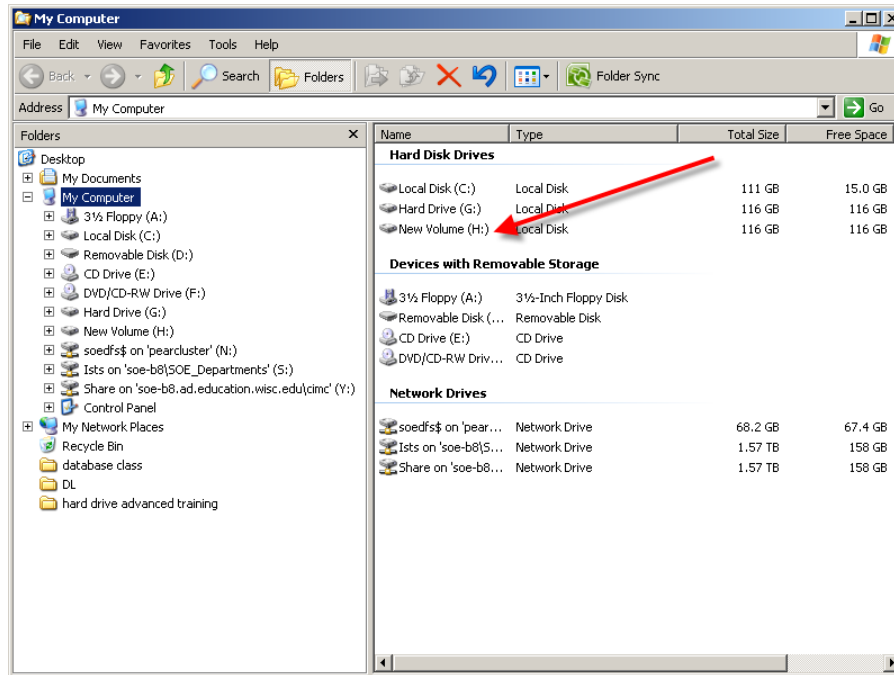 My Computer
File Edit View Favorites Tools Help
Back Search Folders Folder Sync
Address My Computer Go
Folders
Desktop
My Documents
My Computer
3½ Floppy (A:)
Local Disk (C:)
Removable Disk (D:)
CD Drive (E:)
DVD/CD-RW Drive (F:)
Hard Drive (G:)
New Volume (H:)
soedfs$ on 'pearcluster' (N:)
Ists on 'soe-b8\SOE_Departments' (S:)
Share on 'soe-b8.ad.education.wisc.edu\cimc' (Y:)
Control Panel
My Network Places
Recycle Bin
database class
DL
hard drive advanced training
Name Type Total Size Free Space
Hard Disk Drives
Local Disk (C:) Local Disk 111 GB 15.0 GB
Hard Drive (G:) Local Disk 116 GB 116 GB
New Volume (H:) Local Disk 116 GB 116 GB
Devices with Removable Storage
3½ Floppy (A:) 3½-Inch Floppy Disk
Removable Disk (... Removable Disk
CD Drive (E:) CD Drive
DVD/CD-RW Driv... CD Drive
Network Drives
soedfs$ on 'pear... Network Drive 68.2 GB 67.4 GB
Ists on 'soe-b8\S... Network Drive 1.57 TB 158 GB
Share on 'soe-b8... Network Drive 1.57 TB 158 GB